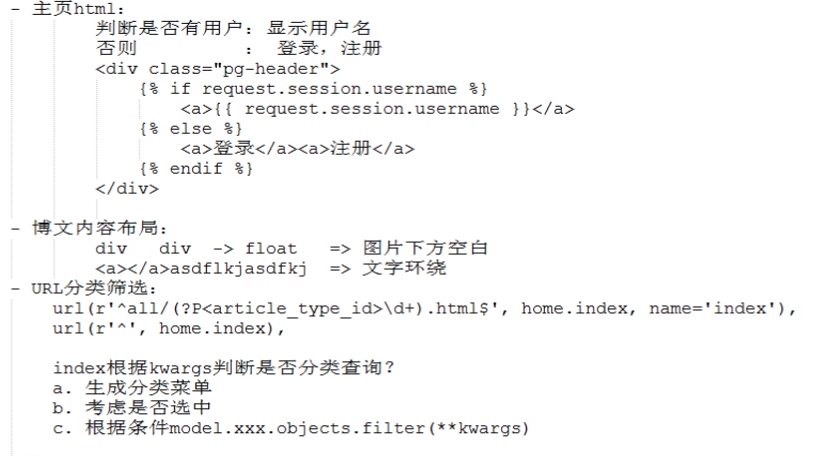 - 主页html：
判断是否有用户：显示用户名
否则 ： 登录，注册
<div class="pg-header">
{% if request.session.username %}
<a>{{ request.session.username }}</a>
{% else %}
<a>登录</a><a>注册</a>
{% endif %}
</div>
- 博文内容布局：
div div -> float => 图片下方空白
<a></a>asdflkjasdfkj => 文字环绕
- URL分类筛选：
url(r'^all/(?P<article_type_id>\d+).html$', home.index, name='index'),
url(r'^', home.index),
index根据kwargs判断是否分类查询？
a. 生成分类菜单
b. 考虑是否选中
c. 根据条件model.xxx.objects.filter(**kwargs)